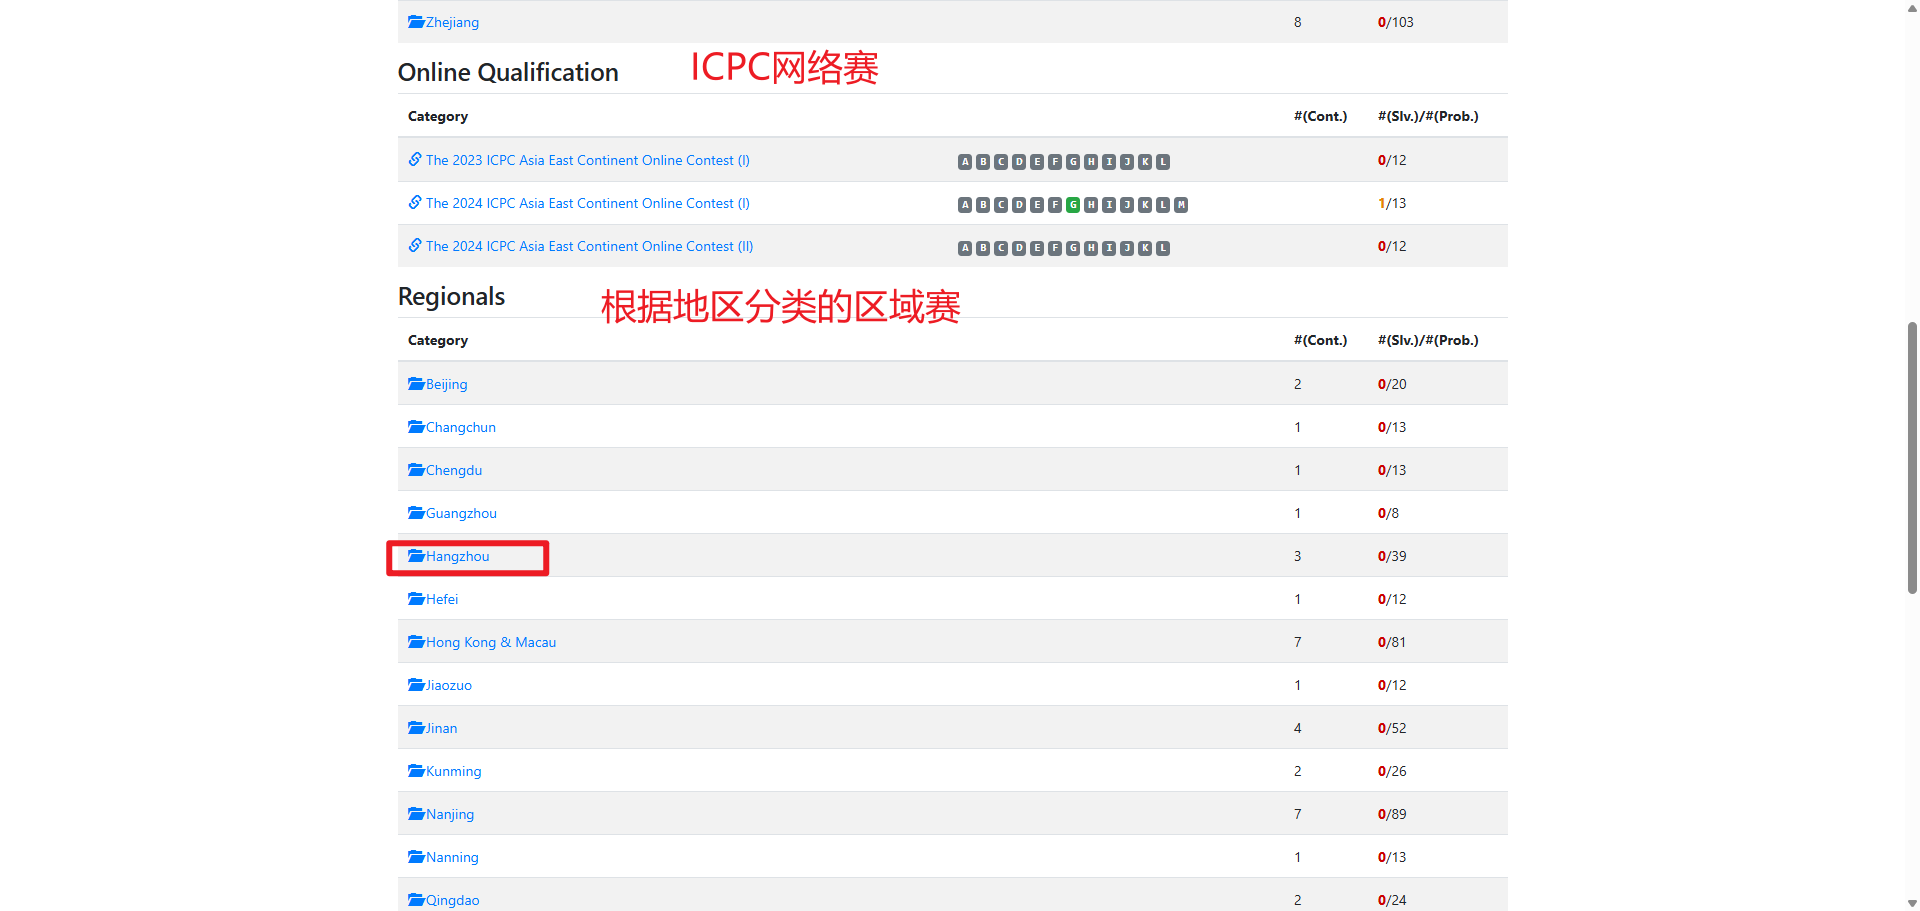 Zhejiang 8 0/103
Online Qualification ICPC网络赛
Category #(Cont.) #(Slv.)/#(Prob.)
The 2023 ICPC Asia East Continent Online Contest (I) A B C D E F G H I J K L 0/12
The 2024 ICPC Asia East Continent Online Contest (I) A B C D E F G H I J K L M 1/13
The 2024 ICPC Asia East Continent Online Contest (II) A B C D E F G H I J K L 0/12
Regionals 根据地区分类的区域赛
Category #(Cont.) #(Slv.)/#(Prob.)
Beijing 2 0/20
Changchun 1 0/13
Chengdu 1 0/13
Guangzhou 1 0/8
Hangzhou 3 0/39
Hefei 1 0/12
Hong Kong & Macau 7 0/81
Jiaozuo 1 0/12
Jinan 4 0/52
Kunming 2 0/26
Nanjing 7 0/89
Nanning 1 0/13
Qingdao 2 0/24